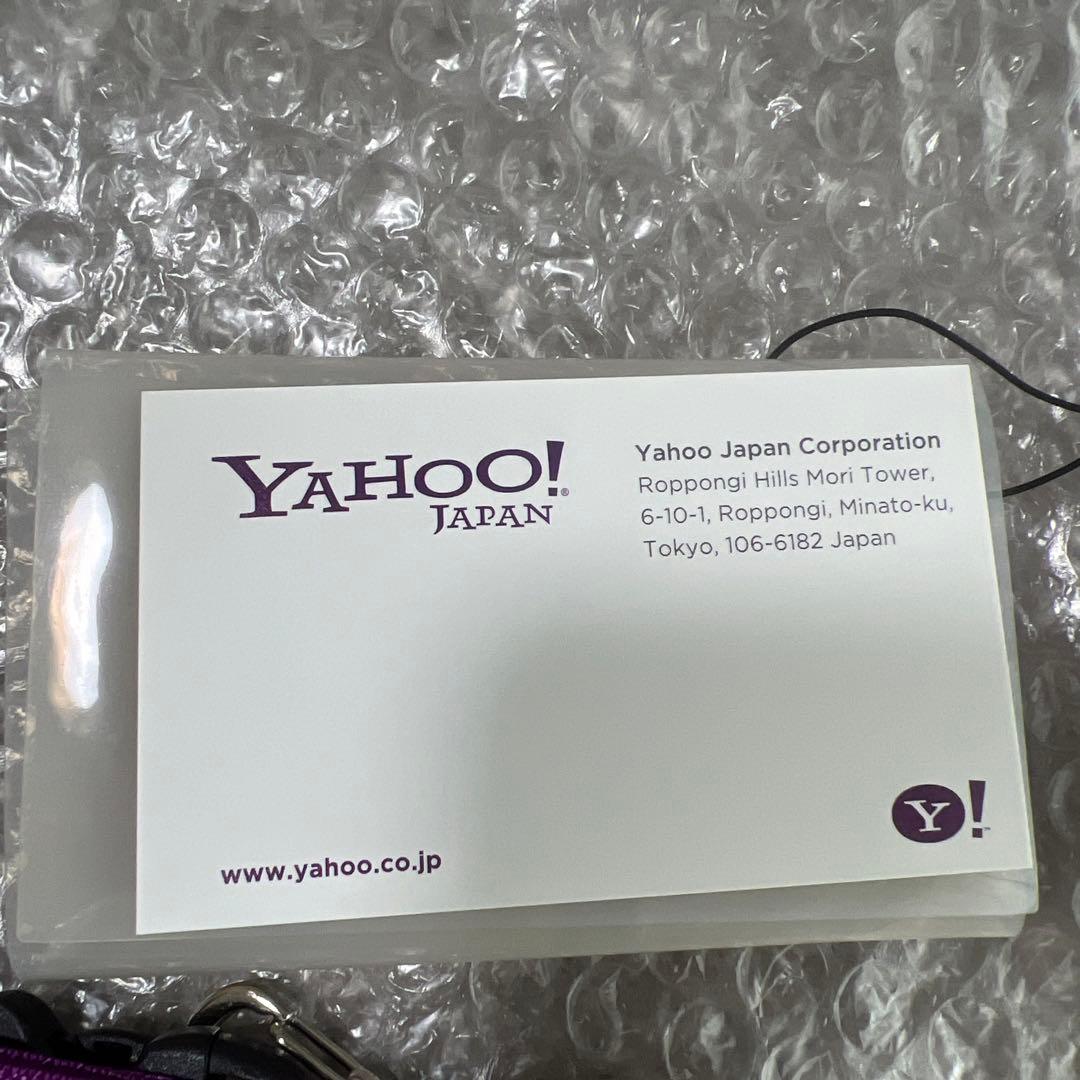 YAHOO!®
JAPAN
Yahoo Japan Corporation
Roppongi Hills Mori Tower,
6-10-1, Roppongi, Minato-ku,
Tokyo, 106-6182 Japan
www.yahoo.co.jp
Y!™